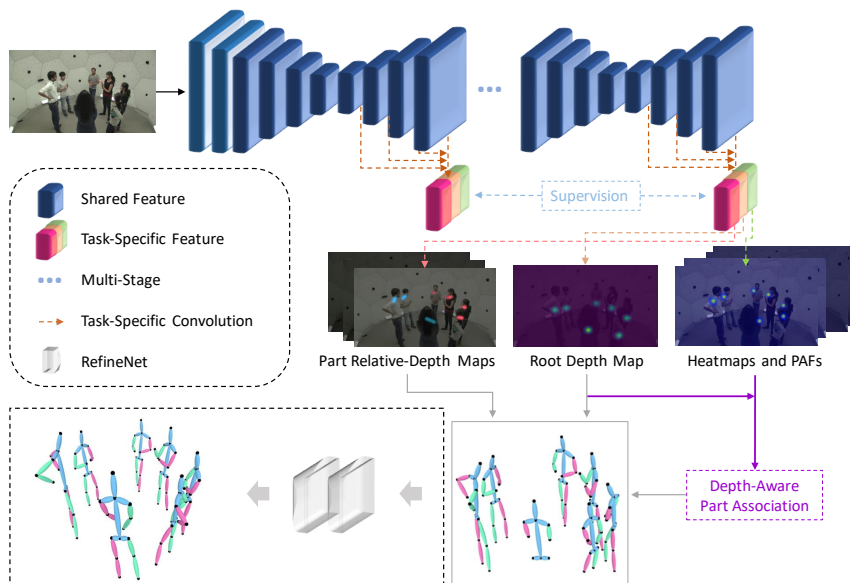 Supervision
Shared Feature
Task-Specific Feature
Multi-Stage
Task-Specific Convolution
RefineNet
Part Relative-Depth Maps
Root Depth Map
Heatmaps and PAFs
Depth-Aware
Part Association